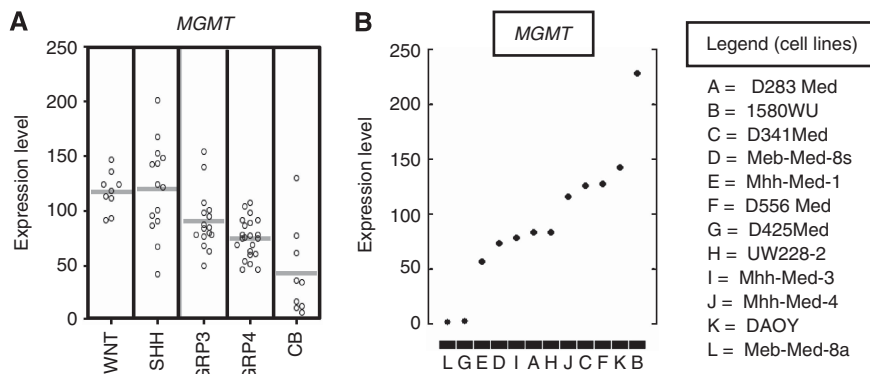 A
MGMT
Expression level
250
200
150
100
50
0
WNT
SHH
GRP3
GRP4
CB
B
MGMT
Expression level
250
200
150
100
50
0
L G E D I A H J C F K B
Legend (cell lines)
A = D283 Med
B = 1580WU
C = D341Med
D = Meb-Med-8s
E = Mhh-Med-1
F = D556 Med
G = D425Med
H = UW228-2
I = Mhh-Med-3
J = Mhh-Med-4
K = DAOY
L = Meb-Med-8a